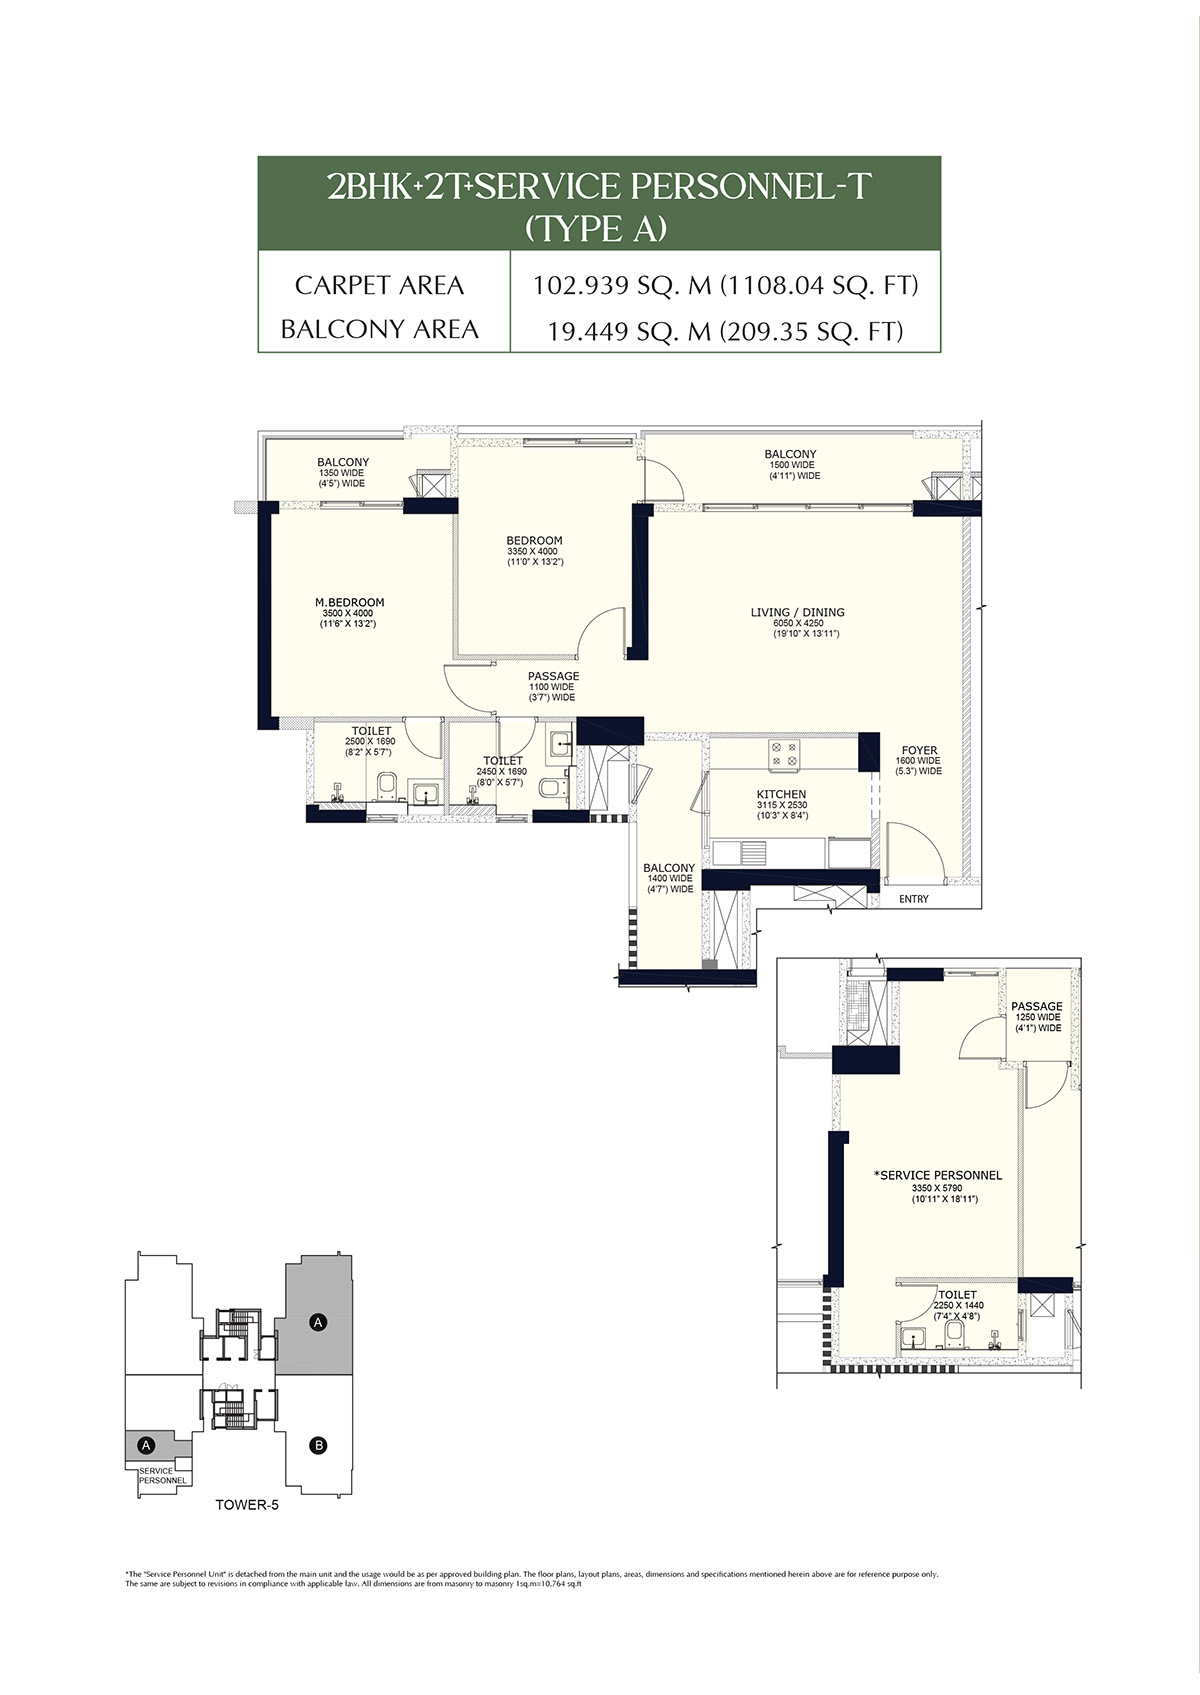 2BHK+2T+SERVICE PERSONNEL-T
(TYPE A)
CARPET AREA
102.939 SQ. M (1108.04 SQ. FT)
BALCONY AREA
19.449 SQ. M (209.35 SQ. FT)
BALCONY
1350 WIDE
(4'5") WIDE
BALCONY
1500 WIDE
(4'11") WIDE
BEDROOM
3350 X 4000
(11'0" X 13'2")
M.BEDROOM
3500 X 4000
(11'6" X 13'2")
LIVING / DINING
6050 X 4250
(19'10" X 13'11")
PASSAGE
1100 WIDE
(3'7") WIDE
TOILET
2500 X 1690
(8'2" X 5'7")
TOILET
2450 X 1690
(8'0" X 5'7")
FOYER
1600 WIDE
(5.3") WIDE
KITCHEN
3115 X 2530
(10'3" X 8'4")
BALCONY
1400 WIDE
(4'7") WIDE
ENTRY
PASSAGE
1250 WIDE
(4'1") WIDE
*SERVICE PERSONNEL
3350 X 5790
(10'11" X 18'11")
TOILET
2250 X 1440
(7'4" X 4'8")
A
A
B
SERVICE
PERSONNEL
TOWER-5
*The "Service Personnel Unit" is detached from the main unit and the usage would be as per approved building plan. The floor plans, layout plans, areas, dimensions and specifications mentioned herein above are for reference purpose only.
The same are subject to revisions in compliance with applicable law. All dimensions are from masonry to masonry 1sq.m=10.764 sq.ft